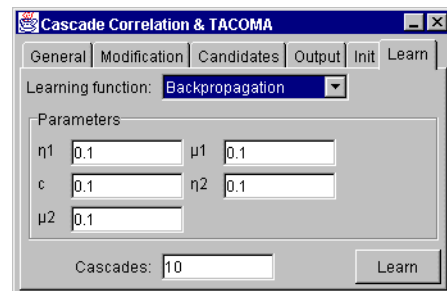 Cascade Correlation & TACOMA
General Modification Candidates Output Init Learn
Learning function: Backpropagation
Parameters
η1 0.1 μ1 0.1
c 0.1 η2 0.1
μ2 0.1
Cascades: 10 Learn